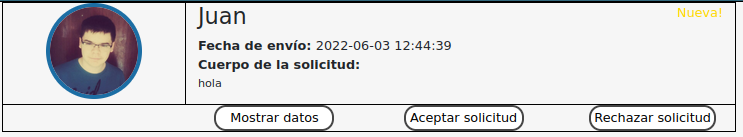 Juan
Nueva!
Fecha de envío: 2022-06-03 12:44:39
Cuerpo de la solicitud:
hola
Mostrar datos
Aceptar solicitud
Rechazar solicitud